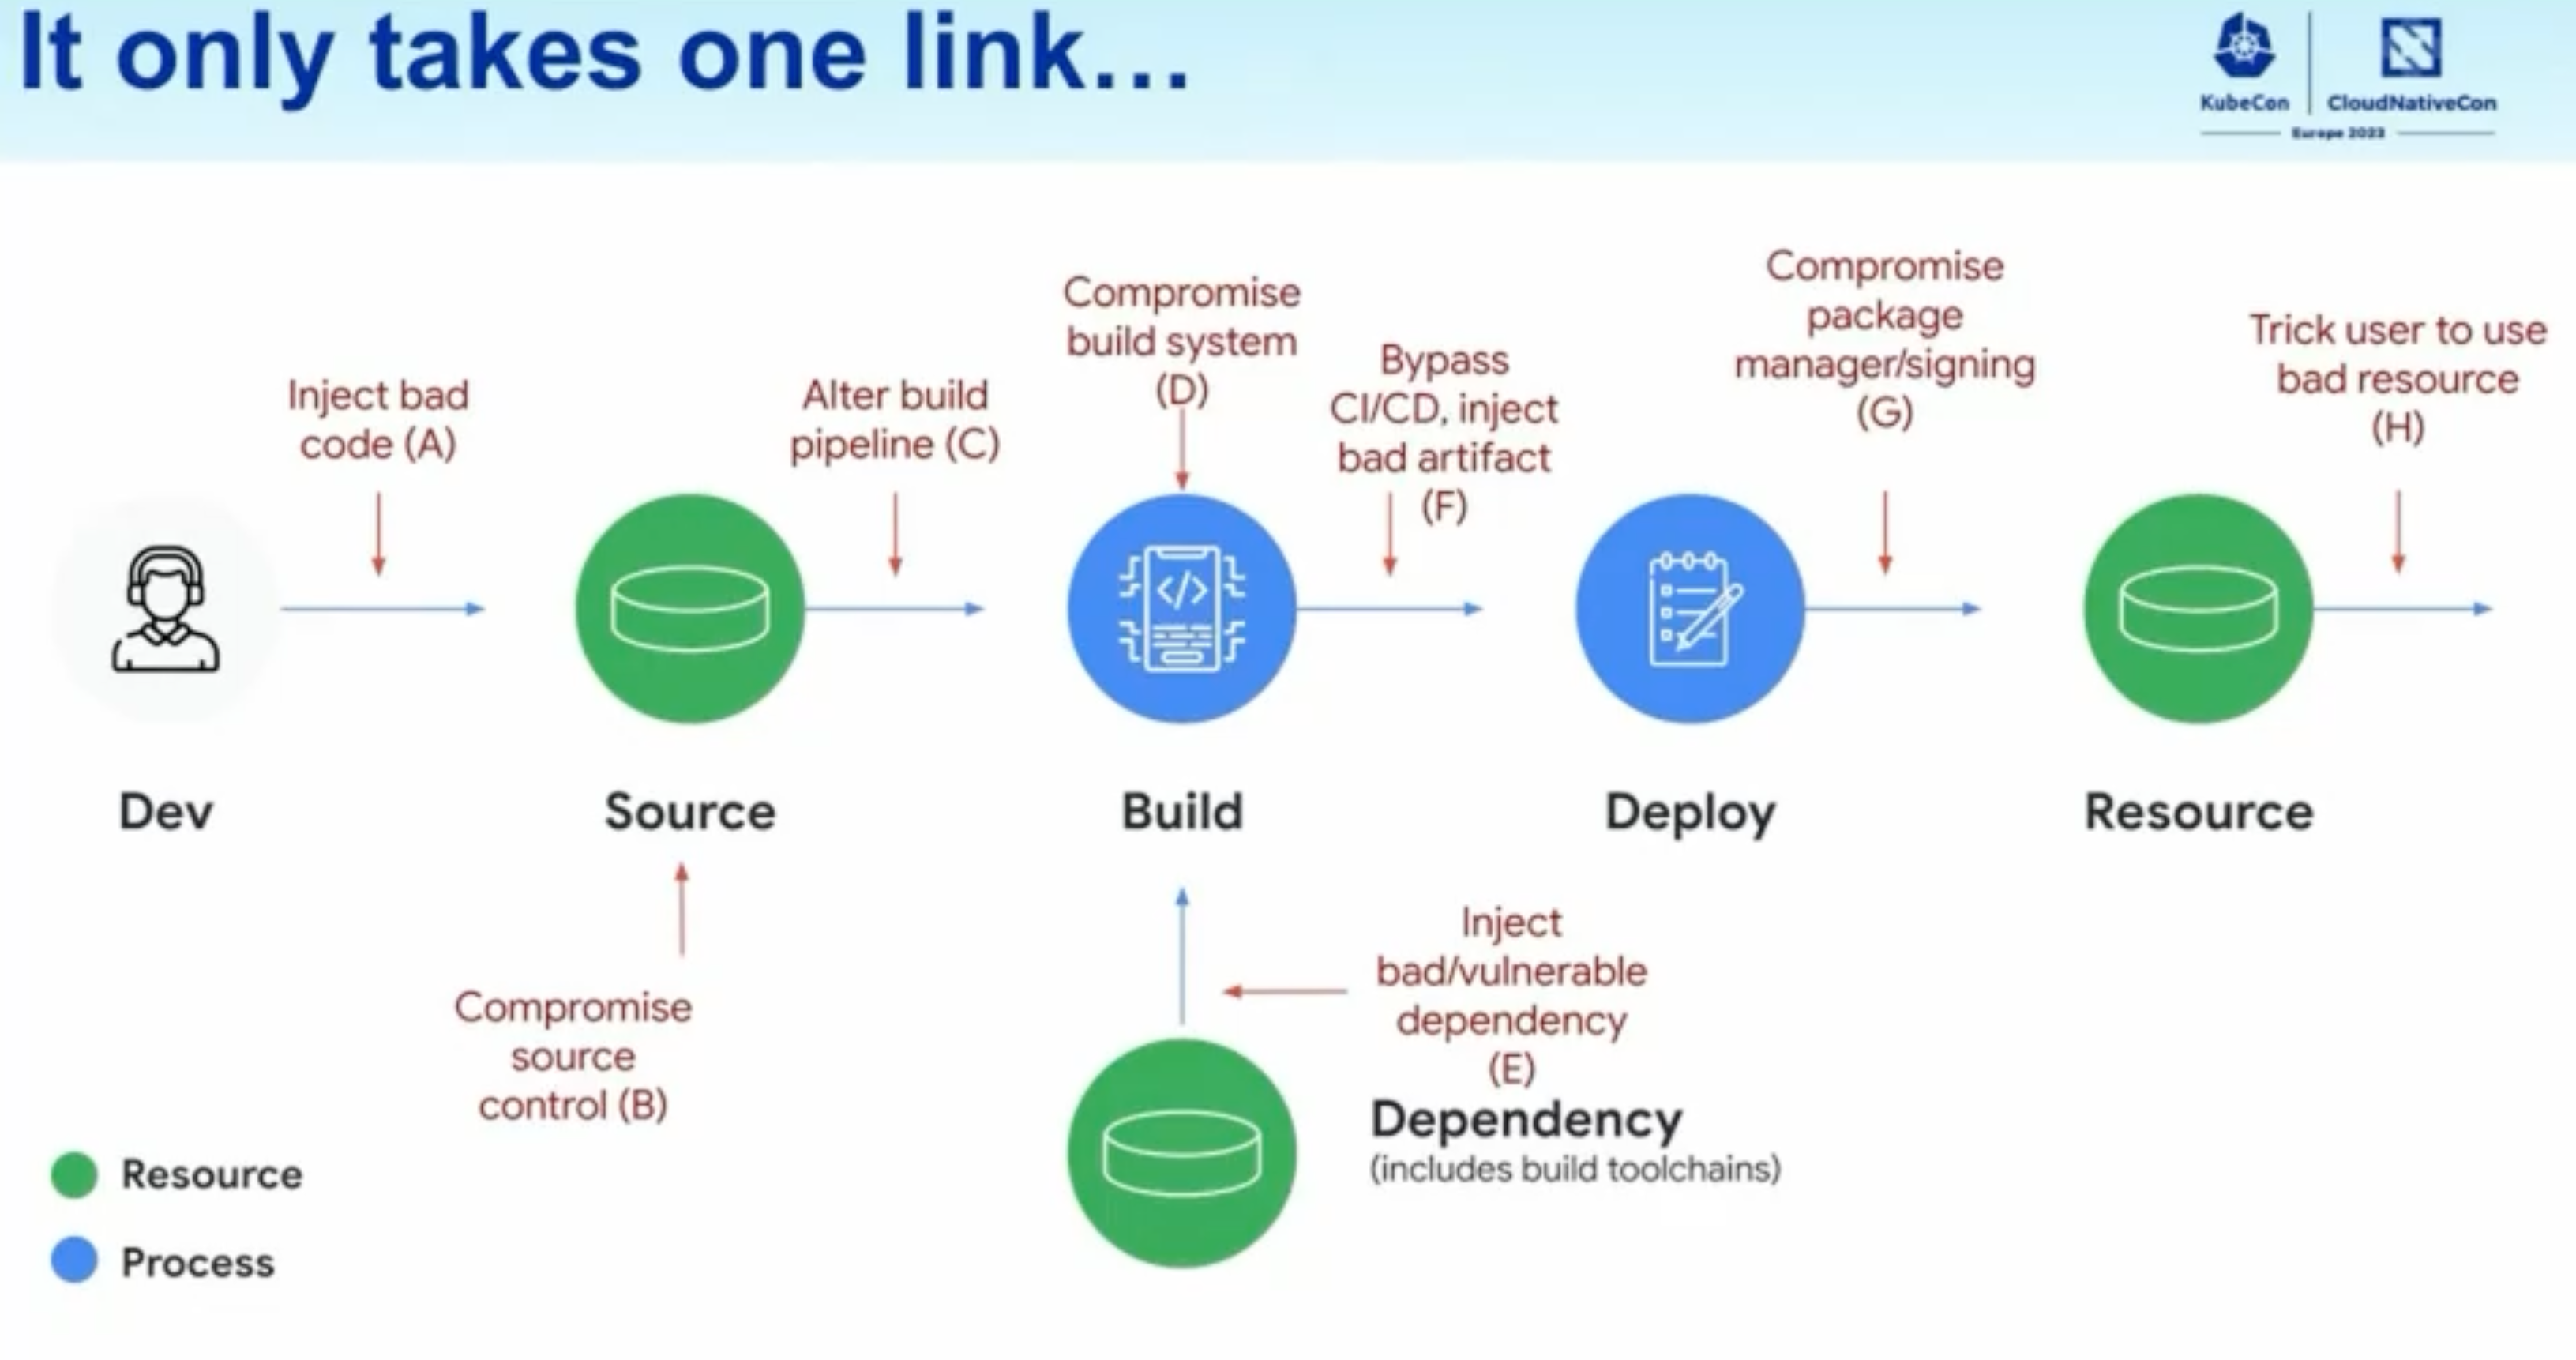 It only takes one link...
KubeCon
CloudNativeCon
Europe 2023
Inject bad
code (A)
Alter build
pipeline (C)
Compromise
build system
(D)
Bypass
CI/CD, inject
bad artifact
(F)
Compromise
package
manager/signing
(G)
Trick user to use
bad resource
(H)
</>
Dev
Source
Build
Deploy
Resource
Compromise
source
control (B)
Inject
bad/vulnerable
dependency
(E)
Dependency
(includes build toolchains)
Resource
Process